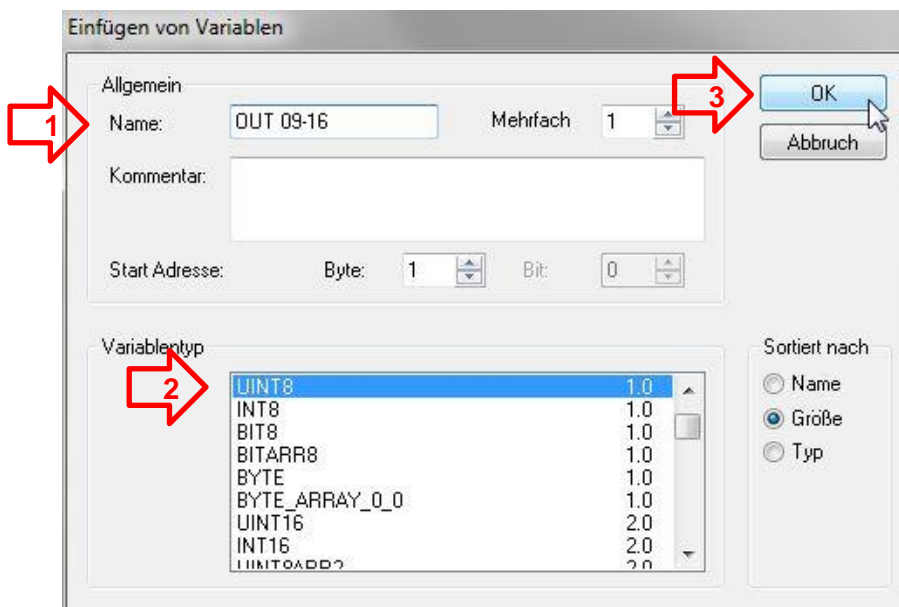 Einfügen von Variablen
Allgemein
1 Name: OUT 09-16 Mehrfach 1
3 OK
Abbruch
Kommentar:
Start Adresse: Byte: 1 Bit: 0
Variablentyp
Sortiert nach
2 UINT8 1.0
INT8 1.0
BIT8 1.0
BITARR8 1.0
BYTE 1.0
BYTE_ARRAY_0_0 1.0
UINT16 2.0
INT16 2.0
Name
Größe
Typ